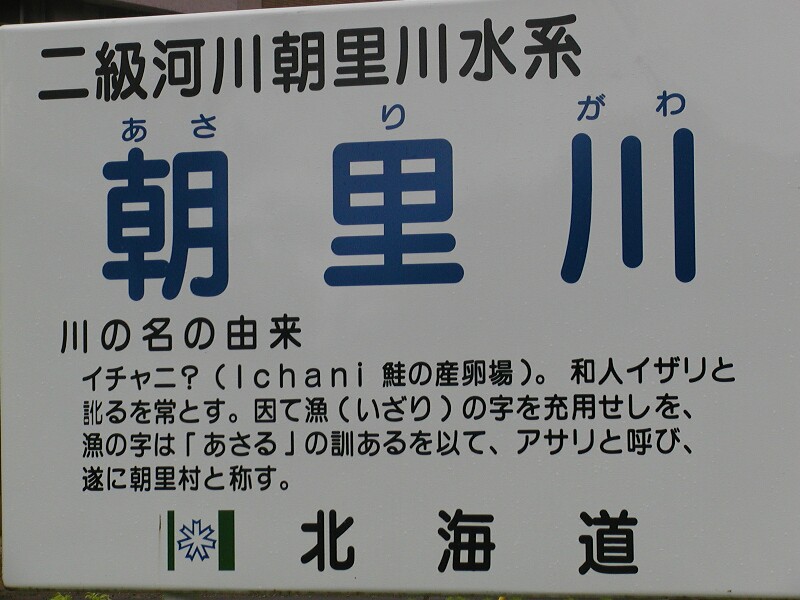 二級河川朝里川水系
あさりがわ
朝里川
川の名の由来
イチャニ?(Ichani 鮭の産卵場)。和人イザリと
訛るを常とす。因て漁(いざり)の字を充用せしを、
漁の字は「あさる」の訓あるを以て、アサリと呼び、
遂に朝里村と称す。
北海道